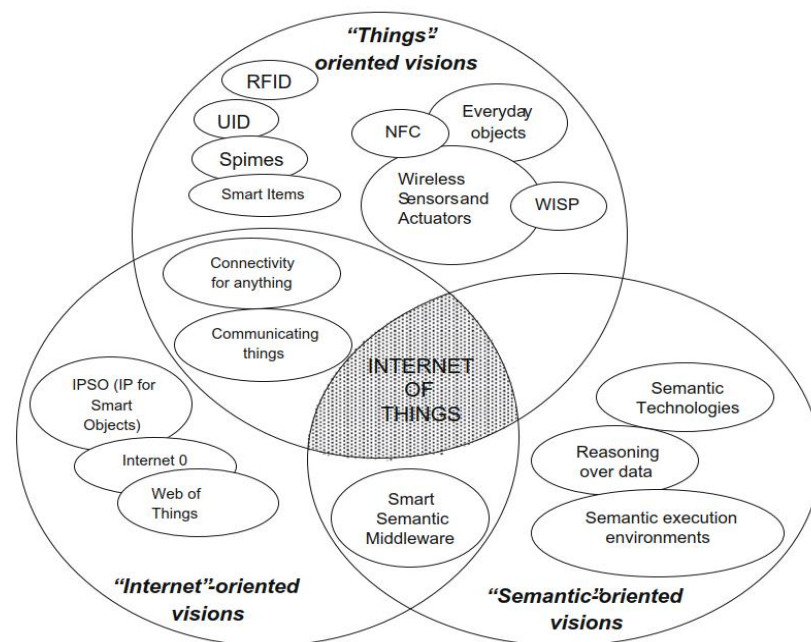 “Things”-
oriented visions
RFID
UID
Spimes
Smart Items
NFC
Everyday
objects
Wireless
Sensors and
Actuators
WISP
Connectivity
for anything
Communicating
things
INTERNET
OF
THINGS
IPSO (IP for
Smart
Objects)
Internet 0
Web of
Things
Semantic
Technologies
Reasoning
over data
Semantic execution
environments
Smart
Semantic
Middleware
“Internet”-oriented
visions
“Semantic”-oriented
visions